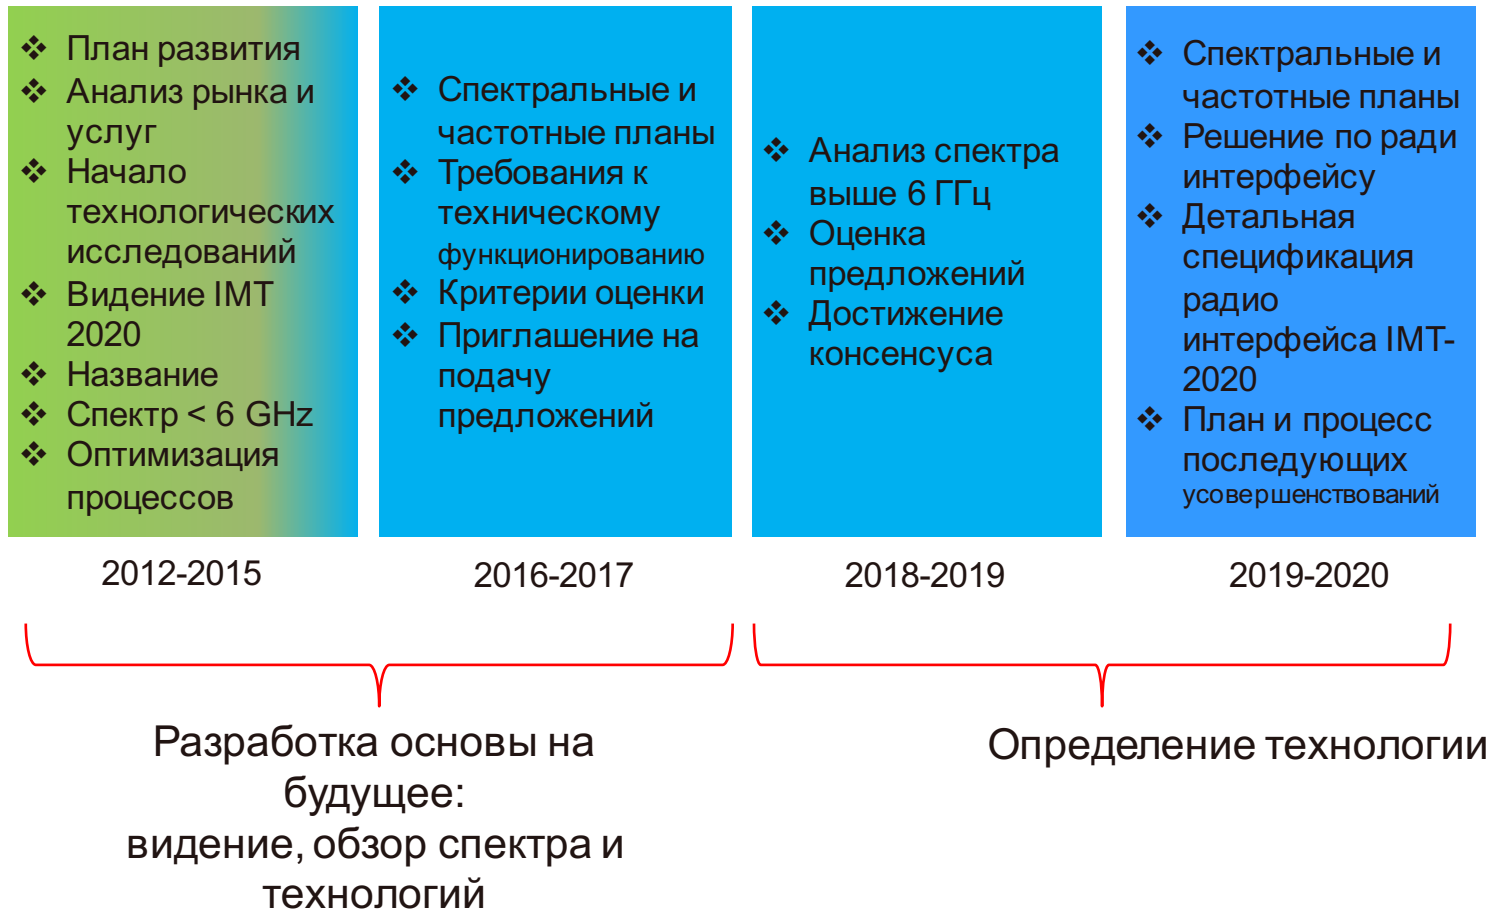 ❖ План развития
❖ Анализ рынка и
услуг
❖ Начало
технологических
исследований
❖ Видение IMT
2020
❖ Название
❖ Спектр < 6 GHz
❖ Оптимизация
процессов
❖ Спектральные и
частотные планы
❖ Требования к
техническому
функционированию
❖ Критерии оценки
❖ Приглашение на
подачу
предложений
❖ Анализ спектра
выше 6 ГГц
❖ Оценка
предложений
❖ Достижение
консенсуса
❖ Спектральные и
частотные планы
❖ Решение по ради
интерфейсу
❖ Детальная
спецификация
радио
интерфейса IMT-
2020
❖ План и процесс
последующих
усовершенствований
2012-2015
2016-2017
2018-2019
2019-2020
Разработка основы на
будущее:
видение, обзор спектра и
технологий
Определение технологии